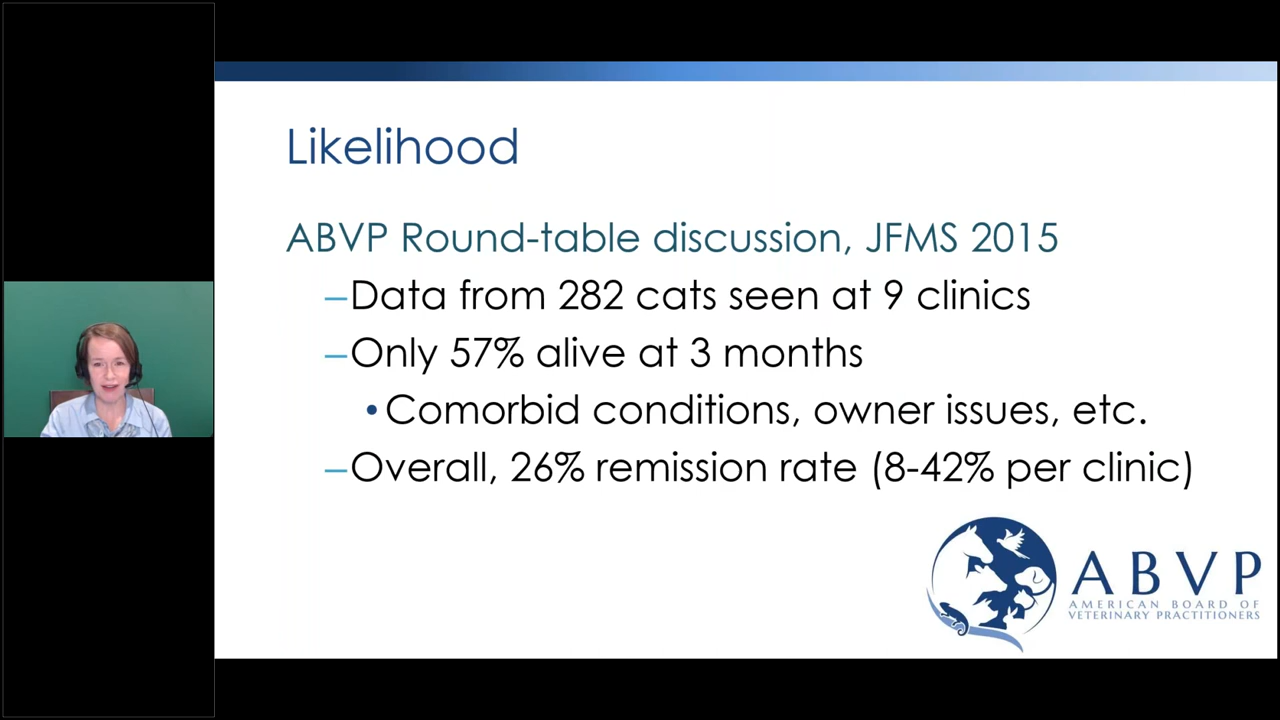 Likelihood
ABVP Round-table discussion, JFMS 2015
–Data from 282 cats seen at 9 clinics
–Only 57% alive at 3 months
•Comorbid conditions, owner issues, etc.
–Overall, 26% remission rate (8-42% per clinic)
ABVP
AMERICAN BOARD OF
VETERINARY PRACTITIONERS